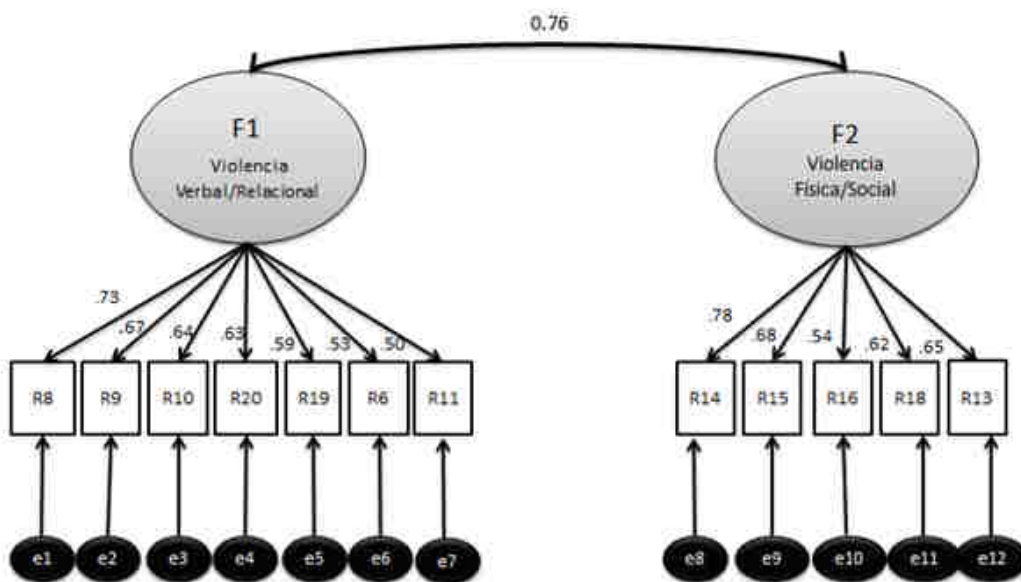 0.76
F1
Violencia
Verbal/Relacional
F2
Violencia
Física/Social
.73
.67
.64
.63
.59
.53
.50
.78
.68
.54
.62
.65
R8
R9
R10
R20
R19
R6
R11
R14
R15
R16
R18
R13
e1
e2
e3
e4
e5
e6
e7
e8
e9
e10
e11
e12